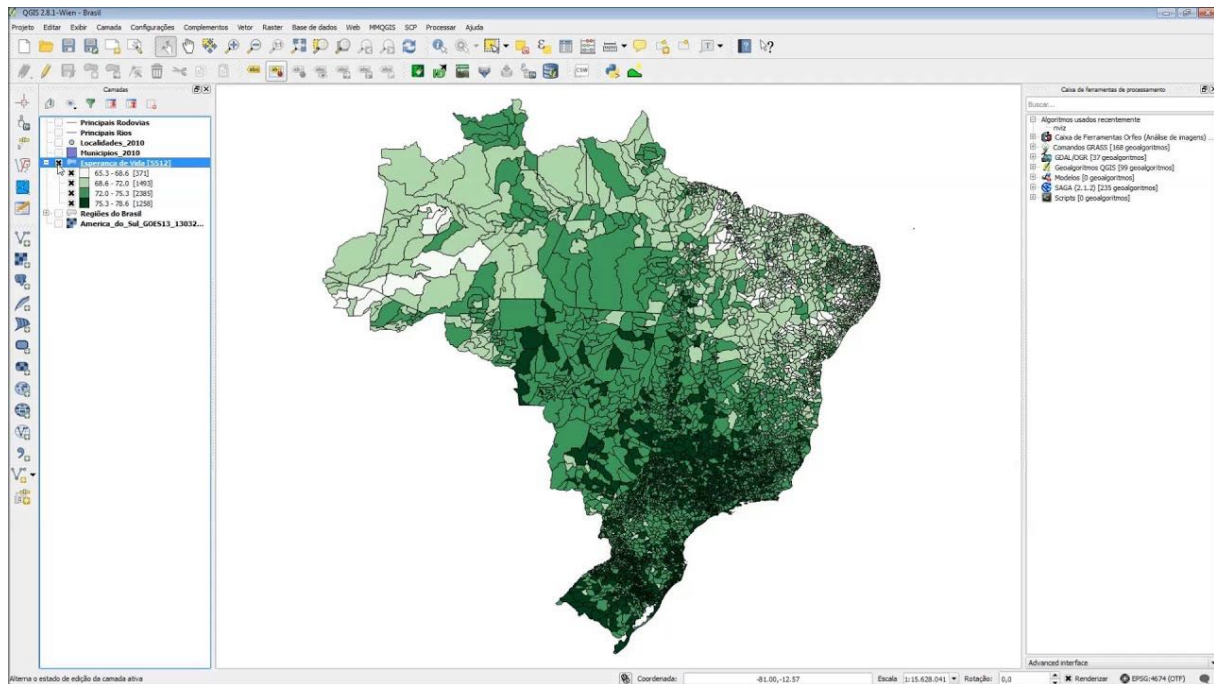 QGIS 2.8.1-Wien - Brasil
Projeto Editar Exibir Camada Configurações Complementos Vetor Raster Base de dados Web MMQGIS SCP Processar Ajuda
CSW
Camadas
Principais Rodovias
Principais Rios
Localidades_2010
Municípios_2010
Esperança de Vida [5512]
65.3 - 68.6 [371]
68.6 - 72.0 [1493]
72.0 - 75.3 [2385]
75.3 - 78.6 [1258]
Regiões do Brasil
America_do_Sul_GOES13_13032...
Caixa de ferramentas de processamento
Buscar...
Algoritmos usados recentemente
nviz
Caixa de Ferramentas Orfeo (Análise de imagens) ...
Comandos GRASS [168 geoalgoritmos]
GDAL/OGR [37 geoalgoritmos]
Geoalgoritmos QGIS [99 geoalgoritmos]
Modelos [0 geoalgoritmos]
SAGA (2.1.2) [235 geoalgoritmos]
Scripts [0 geoalgoritmos]
Advanced interface
Alterna o estado de edição da camada ativa
Coordenada: -81.00,-12.57 Escala 1:15.628.041 Rotação: 0,0 Renderizar EPSG:4674 (OTF)